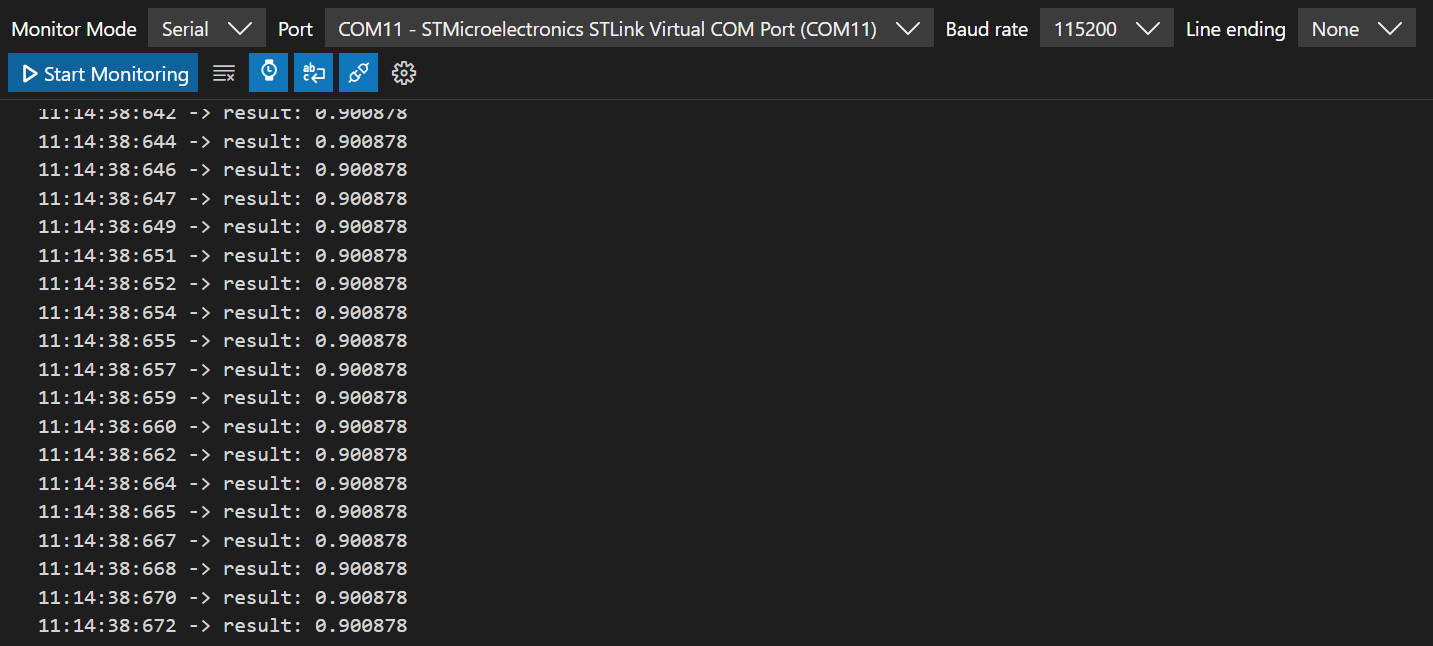 Monitor Mode Serial Port COM11 - STMicroelectronics STLink Virtual COM Port (COM11) Baud rate 115200 Line ending None
Start Monitoring
11:14:38:642 -> result: 0.900878
11:14:38:644 -> result: 0.900878
11:14:38:646 -> result: 0.900878
11:14:38:647 -> result: 0.900878
11:14:38:649 -> result: 0.900878
11:14:38:651 -> result: 0.900878
11:14:38:652 -> result: 0.900878
11:14:38:654 -> result: 0.900878
11:14:38:655 -> result: 0.900878
11:14:38:657 -> result: 0.900878
11:14:38:659 -> result: 0.900878
11:14:38:660 -> result: 0.900878
11:14:38:662 -> result: 0.900878
11:14:38:664 -> result: 0.900878
11:14:38:665 -> result: 0.900878
11:14:38:667 -> result: 0.900878
11:14:38:668 -> result: 0.900878
11:14:38:670 -> result: 0.900878
11:14:38:672 -> result: 0.900878